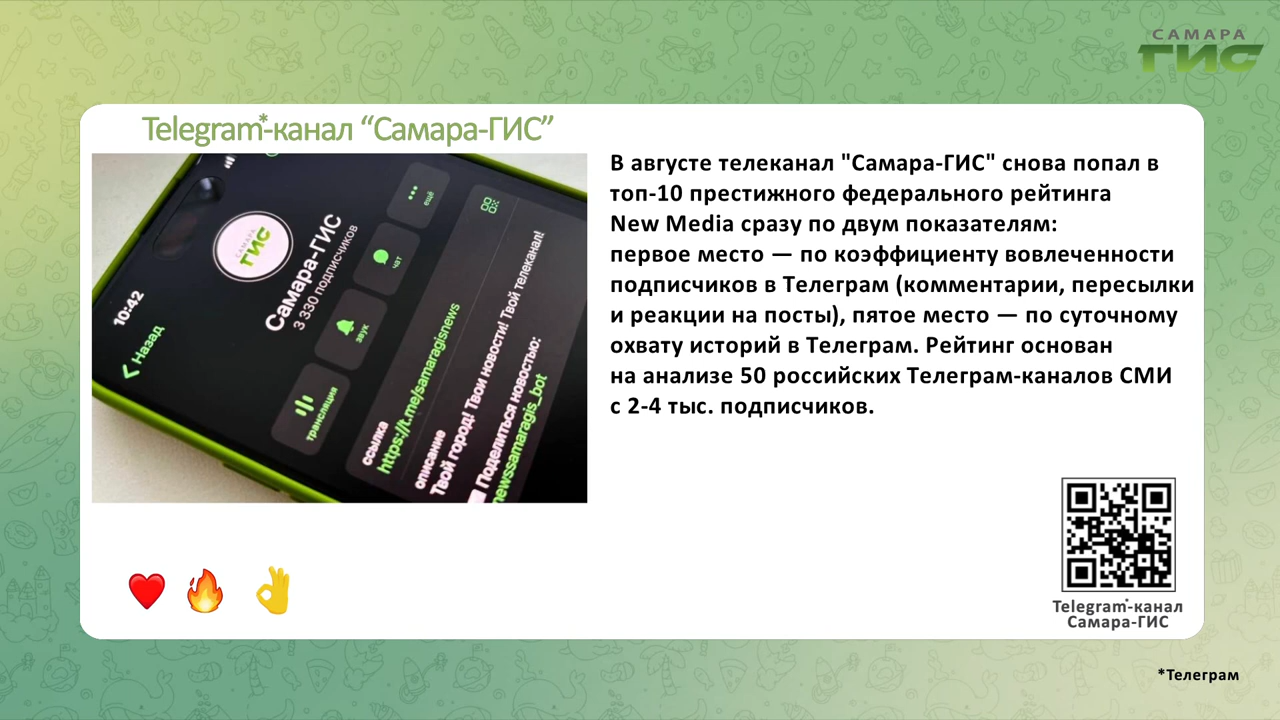 САМАРА
ГИС
Telegram*-канал “Самара-ГИС”
В августе телеканал "Самара-ГИС" снова попал в
топ-10 престижного федерального рейтинга
New Media сразу по двум показателям:
первое место — по коэффициенту вовлеченности
подписчиков в Телеграм (комментарии, пересылки
и реакции на посты), пятое место — по суточному
охвату историй в Телеграм. Рейтинг основан
на анализе 50 российских Телеграм-каналов СМИ
с 2-4 тыс. подписчиков.
10:42
Назад
САМАРА
ГИС
Самара-ГИС
3 330 подписчиков
трансляция
звук
чат
ещё
ссылка
https://t.me/samaragisnews
описание
Твой город! Твои новости! Твой телеканал!
Поделиться новостью:
newssamaragis_bot
Telegram*-канал
Самара-ГИС
*Телеграм